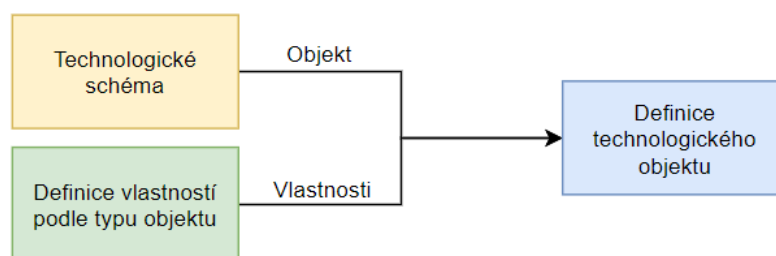 Technologické
schéma
Objekt
Definice
technologického
objektu
Definice vlastností
podle typu objektu
Vlastnosti